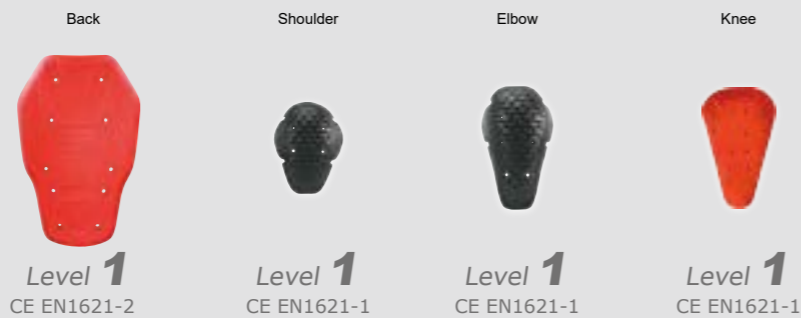 Back
Shoulder
Elbow
Knee
Level 1
Level 1
Level 1
Level 1
CE EN1621-2
CE EN1621-1
CE EN1621-1
CE EN1621-1